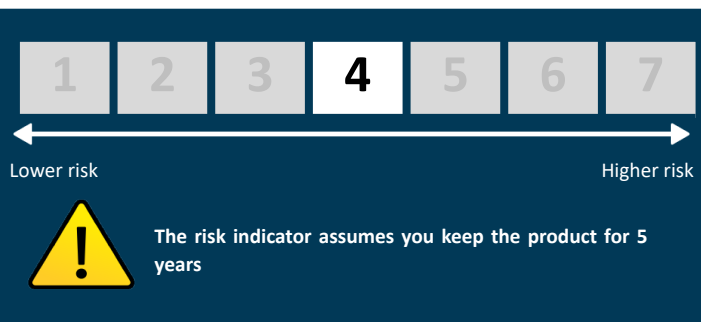 1 2 3 4 5 6 7
Lower risk Higher risk
!
The risk indicator assumes you keep the product for 5
years